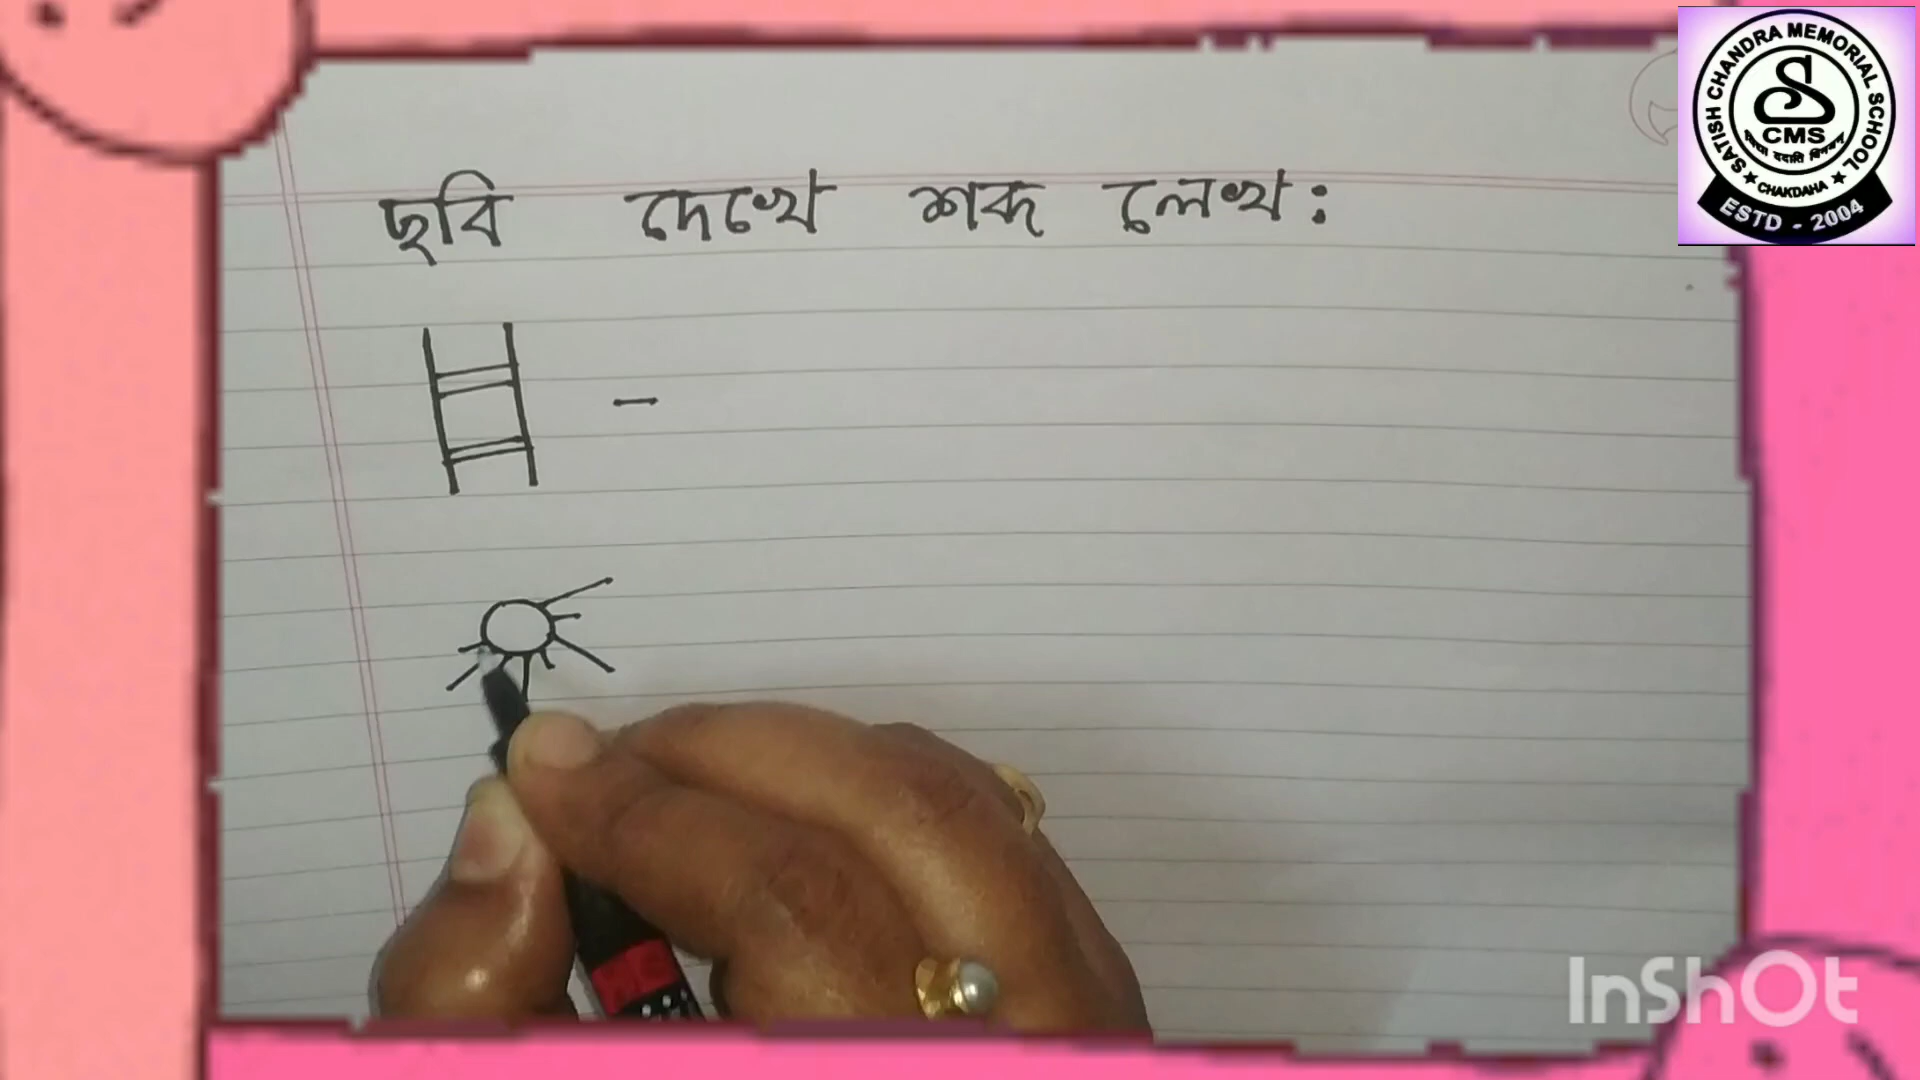 ছবি দেখে শব্দ লেখ:
-
SATISH CHANDRA MEMORIAL SCHOOL
S
CMS
★ CHAKDAHA ★
ESTD - 2004
InShOt